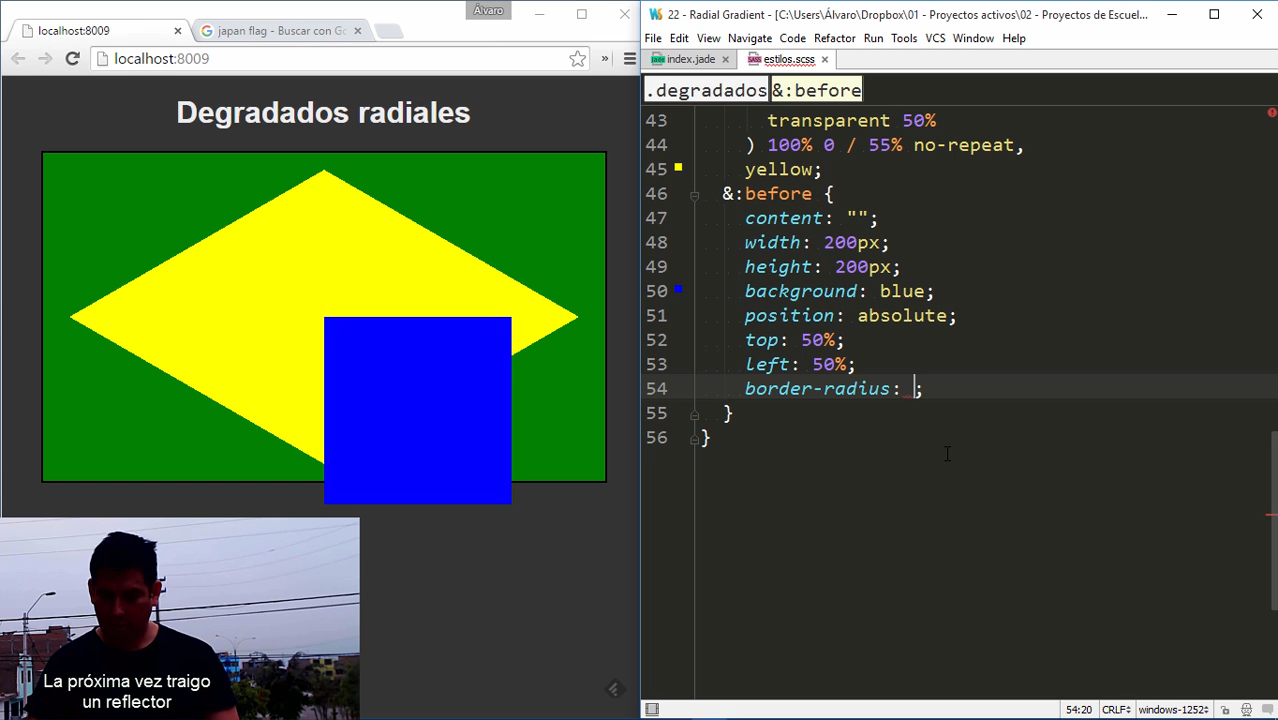 Álvaro
localhost:8009
japan flag - Buscar con Go
localhost:8009
Degradados radiales
La próxima vez traigo
un reflector
22 - Radial Gradient - [C:\Users\Álvaro\Dropbox\01 - Proyectos activos\02 - Proyectos de Escuel...
File Edit View Navigate Code Refactor Run Tools VCS Window Help
index.jade estilos.scss
.degradados &:before
43 transparent 50%
44 ) 100% 0 / 55% no-repeat,
45 yellow;
46 &:before {
47 content: "";
48 width: 200px;
49 height: 200px;
50 background: blue;
51 position: absolute;
52 top: 50%;
53 left: 50%;
54 border-radius: ;
55 }
56 }
54:20 CRLF÷ windows-1252÷